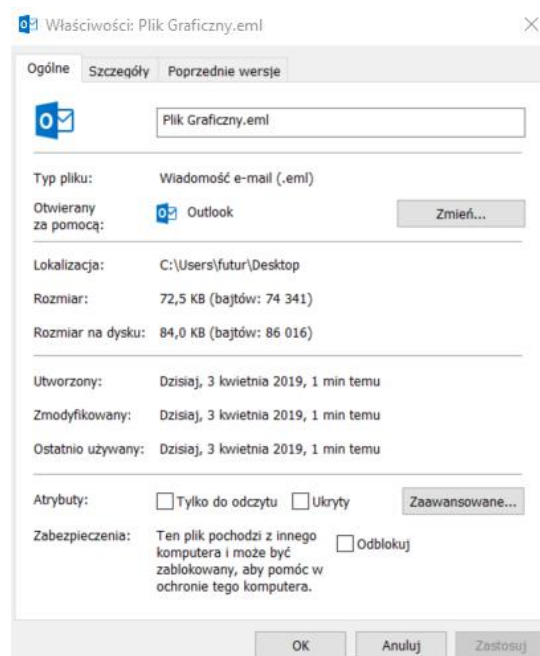 Właściwości: Plik Graficzny.eml
Ogólne Szczegóły Poprzednie wersje
Plik Graficzny.eml
Typ pliku: Wiadomość e-mail (.eml)
Otwierany
za pomocą: Outlook Zmień...
Lokalizacja: C:\Users\futur\Desktop
Rozmiar: 72,5 KB (bajtów: 74 341)
Rozmiar na dysku: 84,0 KB (bajtów: 86 016)
Utworzony: Dzisiaj, 3 kwietnia 2019, 1 min temu
Zmodyfikowany: Dzisiaj, 3 kwietnia 2019, 1 min temu
Ostatnio używany: Dzisiaj, 3 kwietnia 2019, 1 min temu
Atrybuty: Tylko do odczytu Ukryty Zaawansowane...
Zabezpieczenia: Ten plik pochodzi z innego
komputera i może być Odblokuj
zablokowany, aby pomóc w
ochronie tego komputera.
OK Anuluj Zastosuj